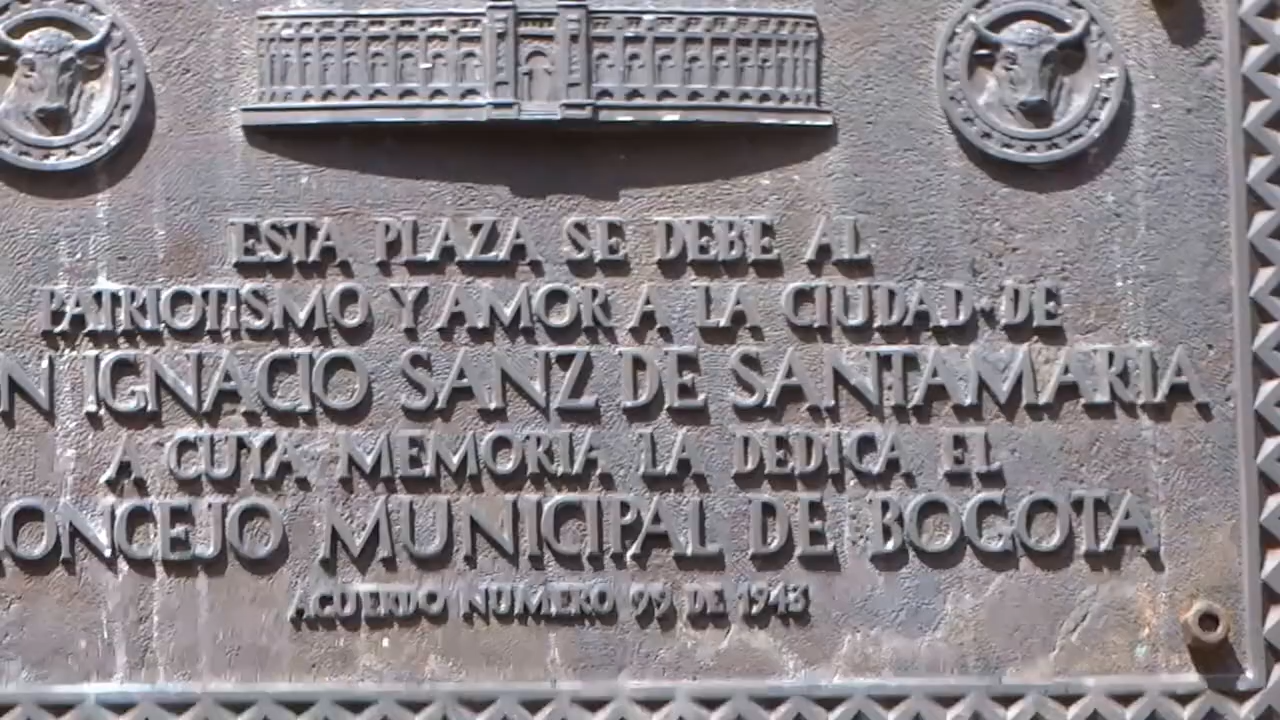 ESTA PLAZA SE DEBE AL
PATRIOTISMO Y AMOR A LA CIUDAD DE
N IGNACIO SANZ DE SANTAMARIA
A CUYA MEMORIA LA DEDICA EL
ONCEJO MUNICIPAL DE BOGOTA
ACUERDO NUMERO 99 DE 1943